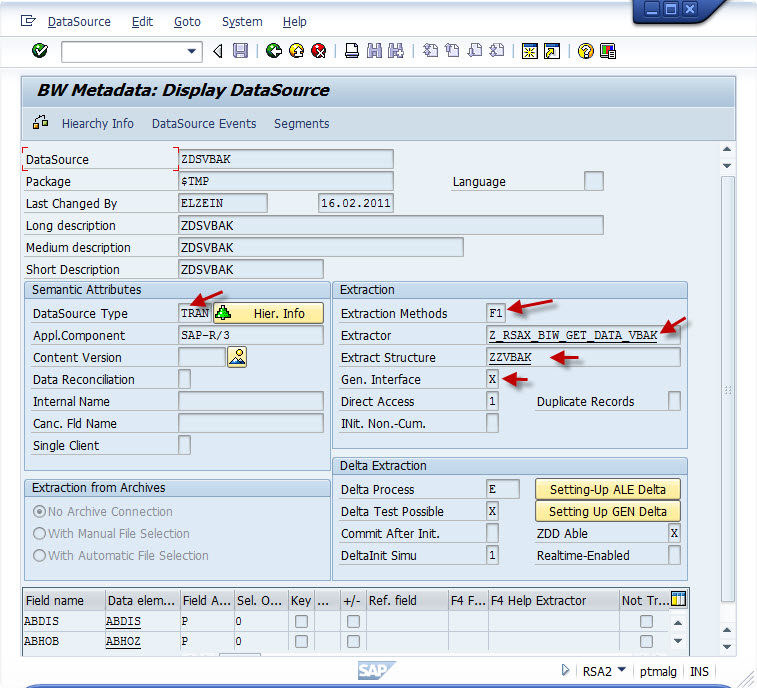 DataSource Edit Goto System Help
BW Metadata: Display DataSource
Hiearchy Info DataSource Events Segments
DataSource ZDSVBAK
Package $TMP Language
Last Changed By ELZEIN 16.02.2011
Long description ZDSVBAK
Medium description ZDSVBAK
Short Description ZDSVBAK
Semantic Attributes
DataSource Type TRAN Hier. Info
Appl.Component SAP-R/3
Content Version
Data Reconciliation
Internal Name
Canc. Fld Name
Single Client
Extraction
Extraction Methods F1
Extractor Z_RSAX_BIW_GET_DATA_VBAK
Extract Structure ZZVBAK
Gen. Interface X
Direct Access 1 Duplicate Records
INit. Non.-Cum.
Extraction from Archives
No Archive Connection
With Manual File Selection
With Automatic File Selection
Delta Extraction
Delta Process E Setting-Up ALE Delta
Delta Test Possible X Setting Up GEN Delta
Commit After Init. ZDD Able X
DeltaInit Simu 1 Realtime-Enabled
Field name Data elem... Field A... Sel. O... Key ... +/- Ref. field F4 F... F4 Help Extractor Not Tr...
ABDIS ABDIS P 0
ABHOB ABHOZ P 0
SAP RSA2 ptmalg INS